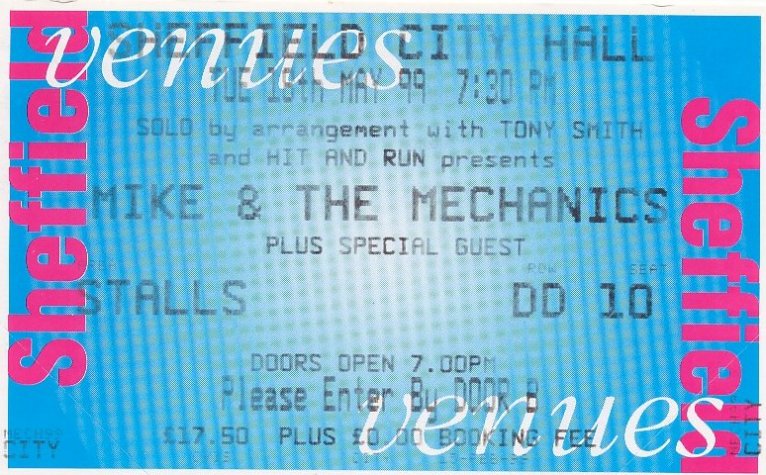 Sheffield
venues
SHEFFIELD CITY HALL
TUE 18TH MAY 99 7:30 PM
SOLO by arrangement with TONY SMITH
and HIT AND RUN presents
MIKE & THE MECHANICS
PLUS SPECIAL GUEST
ROW SEAT
STALLS DD 10
DOORS OPEN 7.00PM
Please Enter By DOOR B
£17.50 PLUS £0.00 BOOKING FEE
venues
Sheffield
CITY
CITY